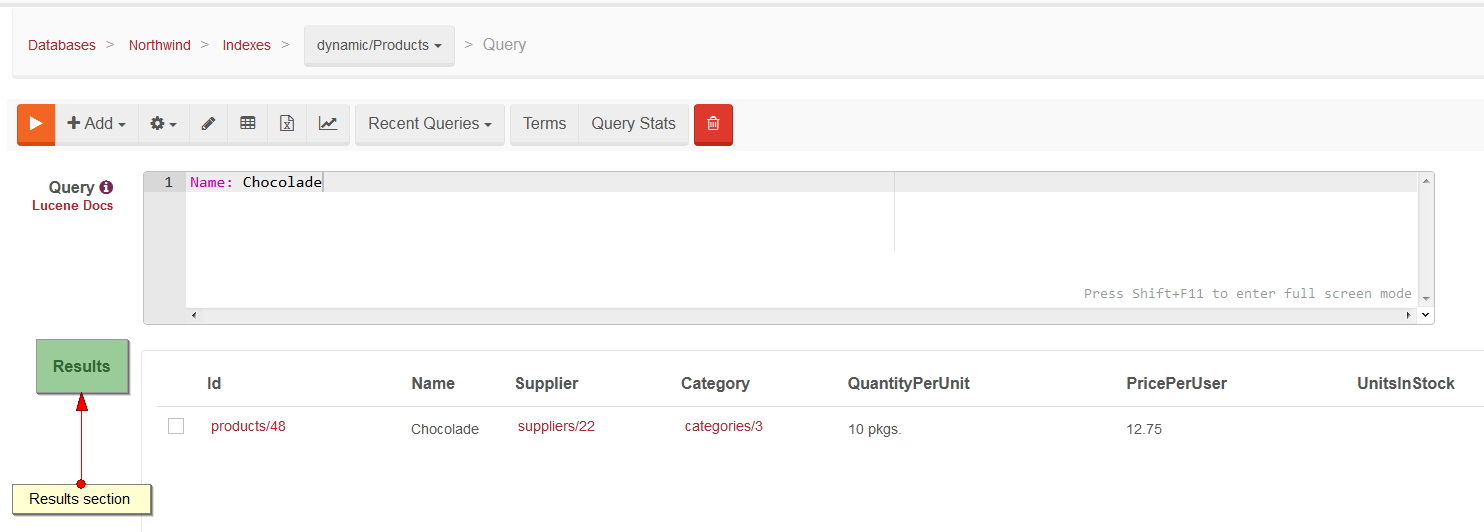 Databases > Northwind > Indexes > dynamic/Products > Query
Add Recent Queries Terms Query Stats
Query 1 Name: Chocolade
Lucene Docs
Press Shift+F11 to enter full screen mode
Results
Id Name Supplier Category QuantityPerUnit PricePerUser UnitsInStock
products/48 Chocolade suppliers/22 categories/3 10 pkgs. 12.75
Results section